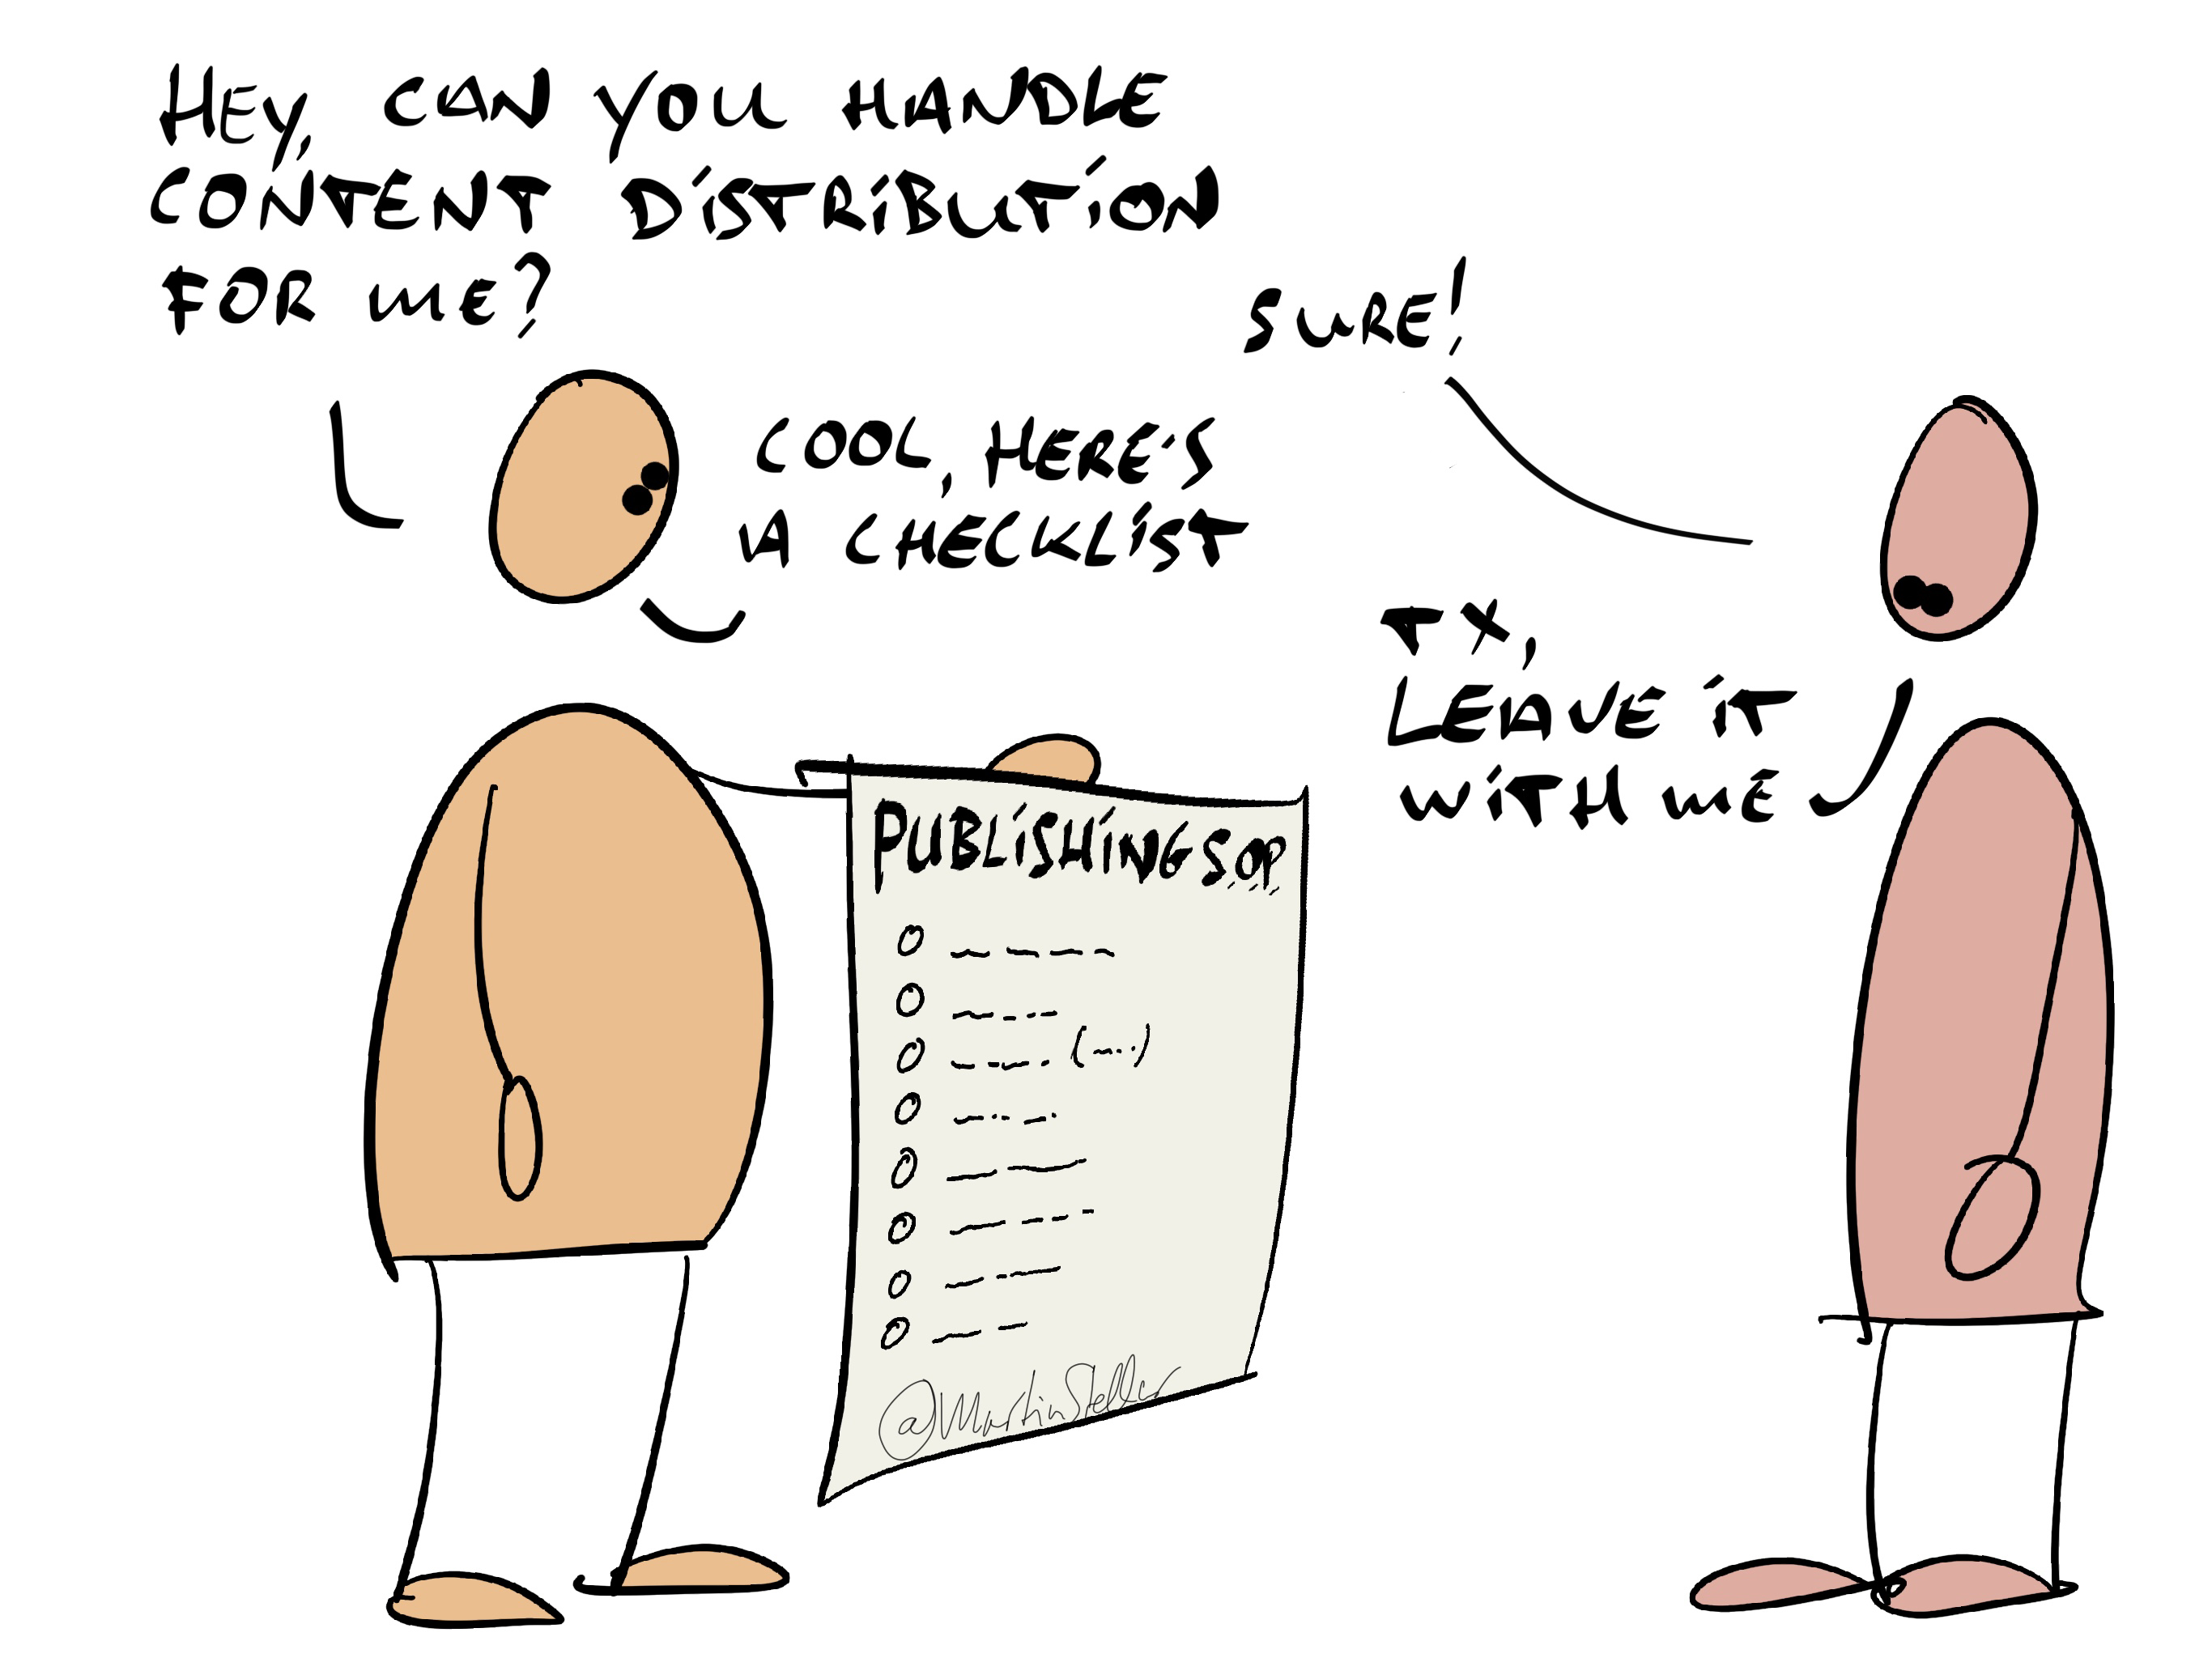 HEY, CAN YOU HANDLE
CONTENT DISTRIBUTION
FOR ME?
SURE!
COOL, HERE'S
A CHECKLIST
TX,
LEAVE IT
WITH ME
PUBLISHING SOP
@MartinStellar